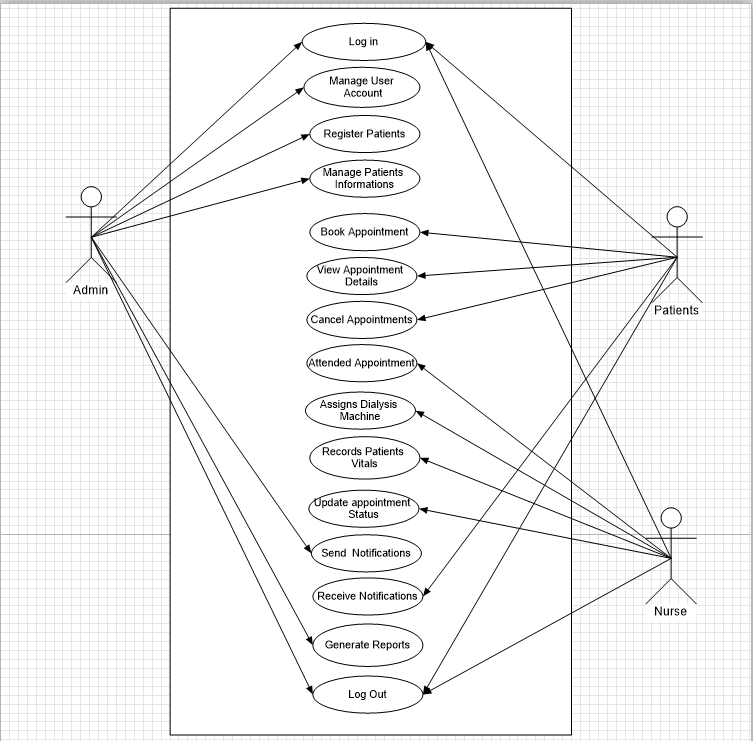 Log in
Manage User
Account
Register Patients
Manage Patients
Informations
Book Appointment
View Appointment
Details
Cancel Appointments
Attended Appointment
Assigns Dialysis
Machine
Records Patients
Vitals
Update appointment
Status
Send Notifications
Receive Notifications
Generate Reports
Log Out
Admin
Patients
Nurse